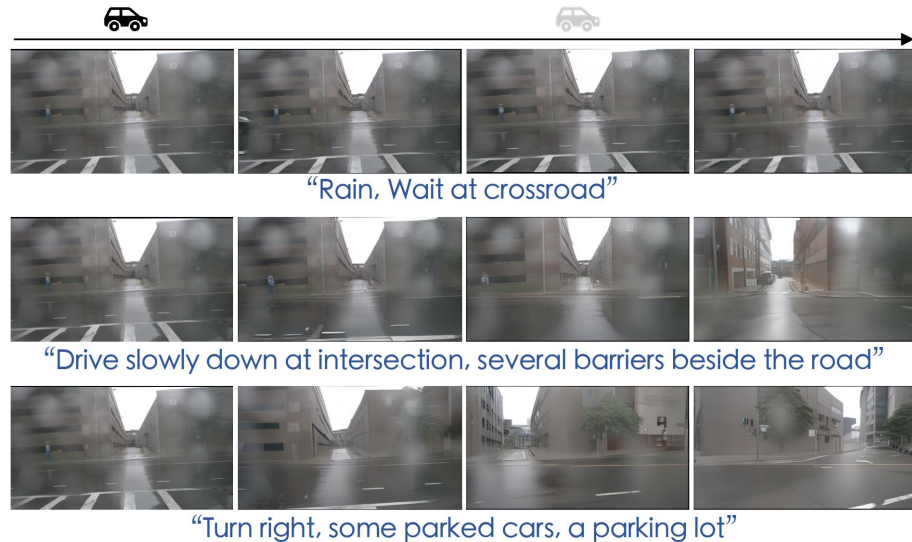 “Rain, Wait at crossroad”
“Drive slowly down at intersection, several barriers beside the road”
“Turn right, some parked cars, a parking lot”